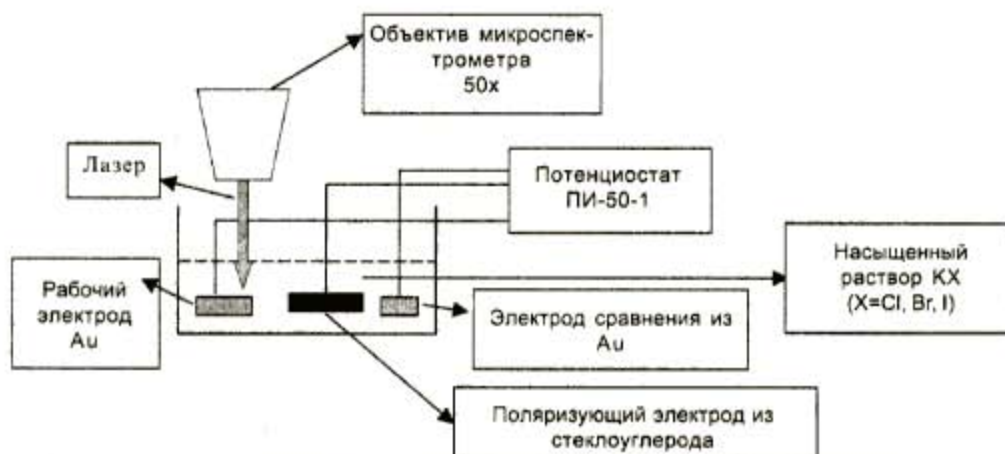 Объектив микроспек-
трометра
50x
Лазер
Потенциостат
ПИ-50-1
Насыщенный
раствор KX
(X=Cl, Br, I)
Рабочий
электрод
Au
Электрод сравнения из
Au
Поляризующий электрод из
стеклоуглерода